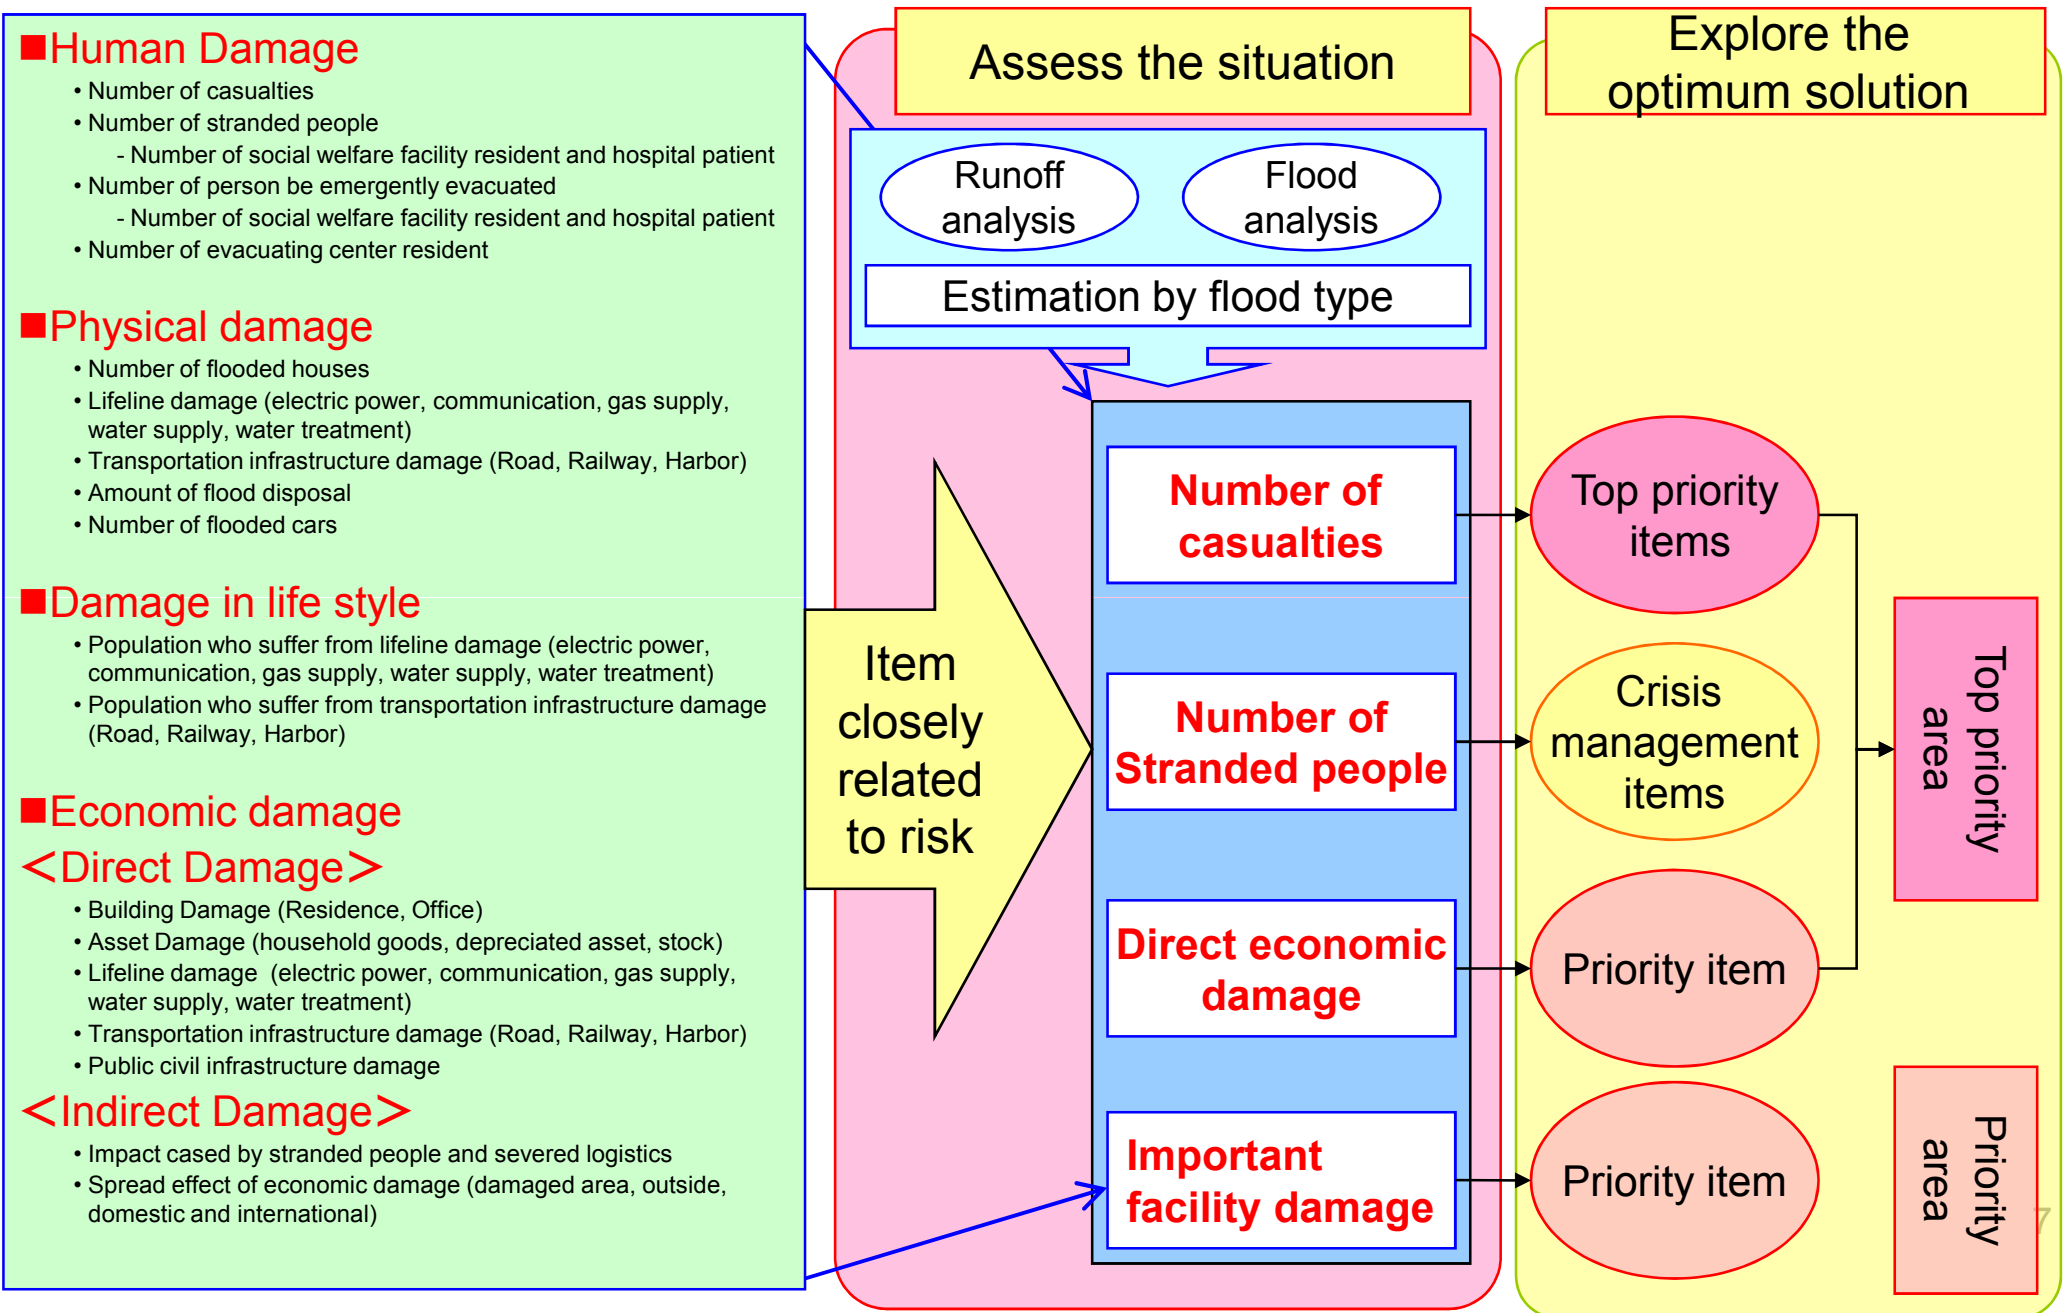 ■Human Damage
• Number of casualties
• Number of stranded people
- Number of social welfare facility resident and hospital patient
• Number of person be emergently evacuated
- Number of social welfare facility resident and hospital patient
• Number of evacuating center resident
■Physical damage
• Number of flooded houses
• Lifeline damage (electric power, communication, gas supply,
water supply, water treatment)
• Transportation infrastructure damage (Road, Railway, Harbor)
• Amount of flood disposal
• Number of flooded cars
■Damage in life style
• Population who suffer from lifeline damage (electric power,
communication, gas supply, water supply, water treatment)
• Population who suffer from transportation infrastructure damage
(Road, Railway, Harbor)
■Economic damage
<Direct Damage>
• Building Damage (Residence, Office)
• Asset Damage (household goods, depreciated asset, stock)
• Lifeline damage (electric power, communication, gas supply,
water supply, water treatment)
• Transportation infrastructure damage (Road, Railway, Harbor)
• Public civil infrastructure damage
<Indirect Damage>
• Impact cased by stranded people and severed logistics
• Spread effect of economic damage (damaged area, outside,
domestic and international)
Item
closely
related
to risk
Assess the situation
Runoff
analysis
Flood
analysis
Estimation by flood type
Number of
casualties
Number of
Stranded people
Direct economic
damage
Important
facility damage
Explore the
optimum solution
Top priority
items
Crisis
management
items
Priority item
Priority item
Top priority
area
Priority
area
7